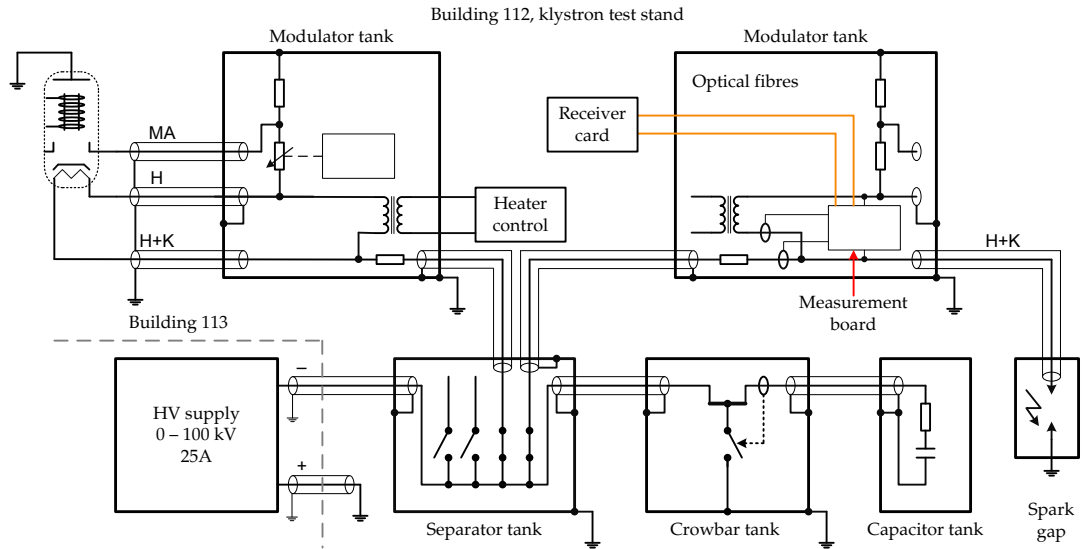 Building 112, klystron test stand
Modulator tank
Modulator tank
Optical fibres
Receiver
card
MA
H
Heater
control
H+K
H+K
Measurement
board
Building 113
–
HV supply
0 – 100 kV
25A
+
Separator tank
Crowbar tank
Capacitor tank
Spark
gap